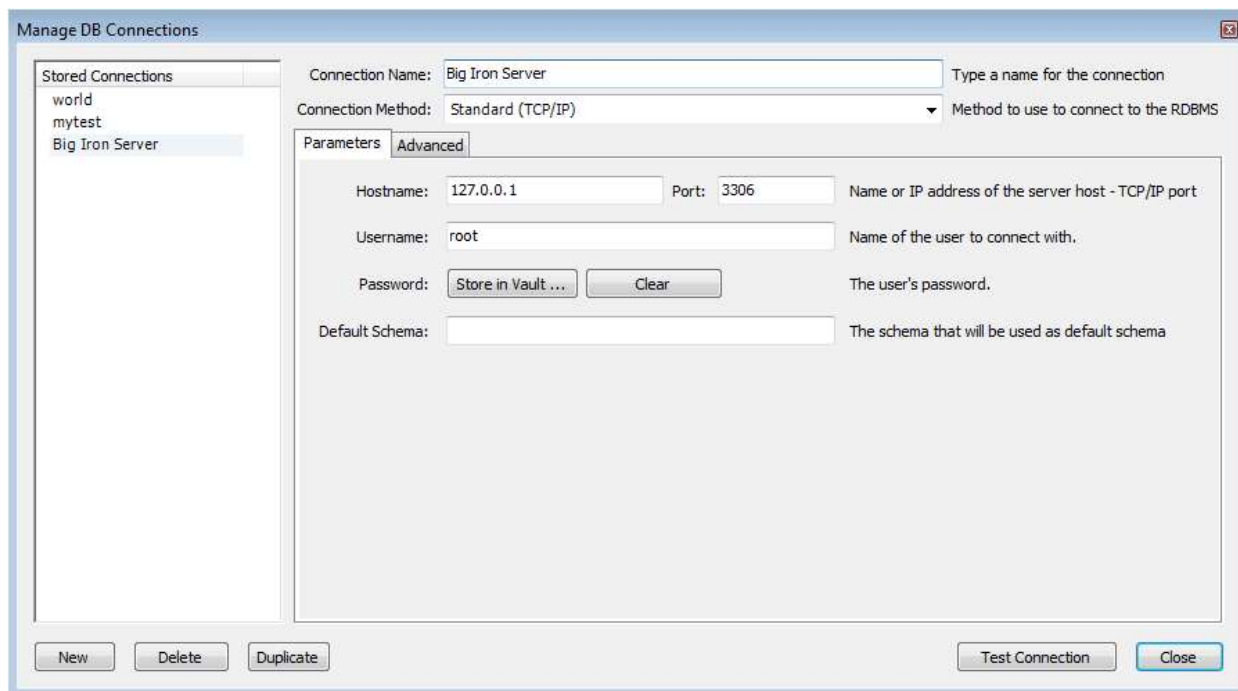 Manage DB Connections
Stored Connections
world
mytest
Big Iron Server
Connection Name: Big Iron Server Type a name for the connection
Connection Method: Standard (TCP/IP) Method to use to connect to the RDBMS
Parameters Advanced
Hostname: 127.0.0.1 Port: 3306 Name or IP address of the server host - TCP/IP port
Username: root Name of the user to connect with.
Password: Store in Vault ... Clear The user's password.
Default Schema: The schema that will be used as default schema
New Delete Duplicate Test Connection Close